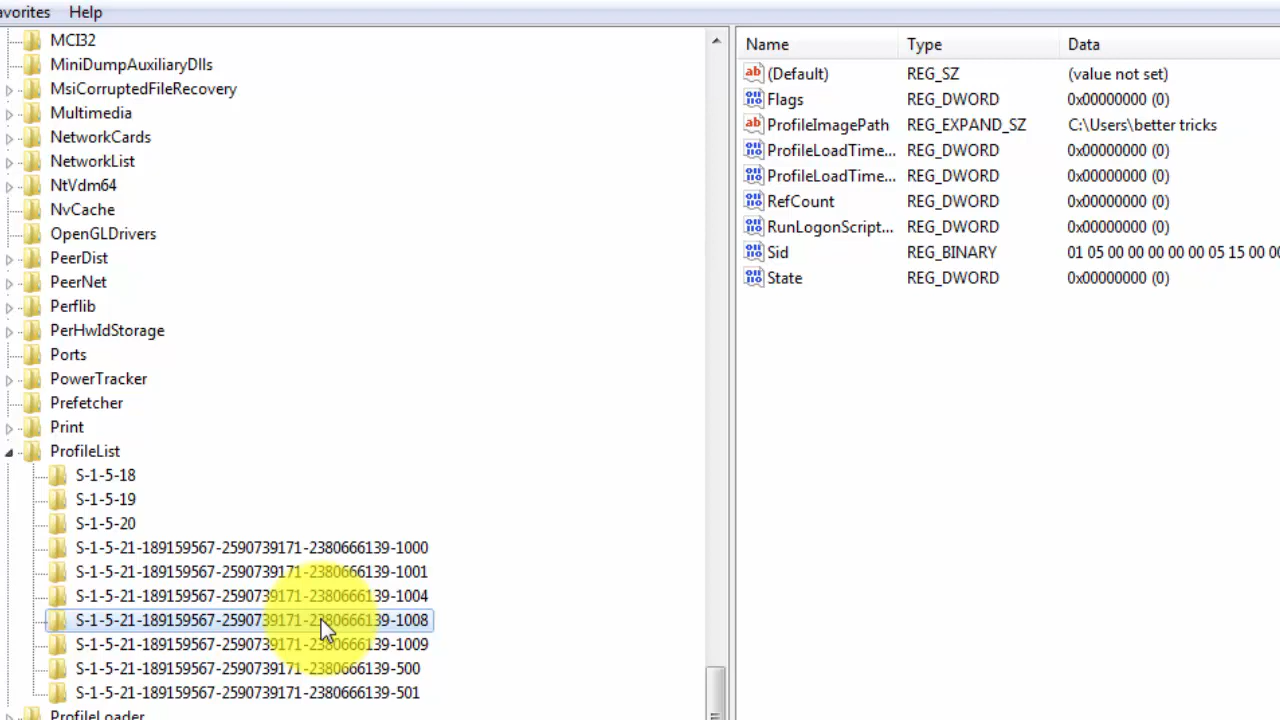 avorites Help
MCI32
MiniDumpAuxiliaryDlls
MsiCorruptedFileRecovery
Multimedia
NetworkCards
NetworkList
NtVdm64
NvCache
OpenGLDrivers
PeerDist
PeerNet
Perflib
PerHwIdStorage
Ports
PowerTracker
Prefetcher
Print
ProfileList
S-1-5-18
S-1-5-19
S-1-5-20
S-1-5-21-189159567-2590739171-2380666139-1000
S-1-5-21-189159567-2590739171-2380666139-1001
S-1-5-21-189159567-2590739171-2380666139-1004
S-1-5-21-189159567-2590739171-2380666139-1008
S-1-5-21-189159567-2590739171-2380666139-1009
S-1-5-21-189159567-2590739171-2380666139-500
S-1-5-21-189159567-2590739171-2380666139-501
ProfileLoader
Name Type Data
(Default) REG_SZ (value not set)
Flags REG_DWORD 0x00000000 (0)
ProfileImagePath REG_EXPAND_SZ C:\Users\better tricks
ProfileLoadTime... REG_DWORD 0x00000000 (0)
ProfileLoadTime... REG_DWORD 0x00000000 (0)
RefCount REG_DWORD 0x00000000 (0)
RunLogonScript... REG_DWORD 0x00000000 (0)
Sid REG_BINARY 01 05 00 00 00 00 00 05 15 00 00
State REG_DWORD 0x00000000 (0)